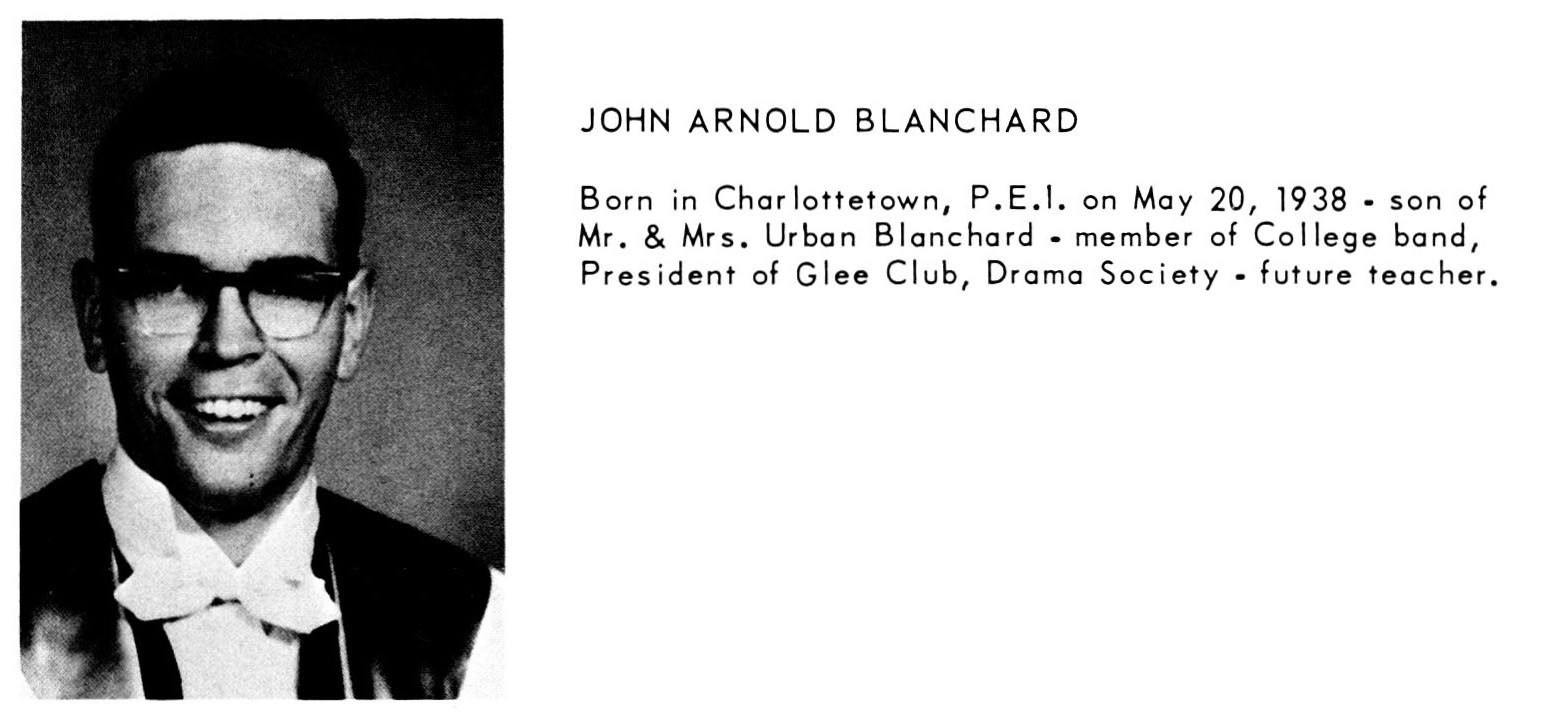 JOHN ARNOLD BLANCHARD
Born in Charlottetown, P.E.I. on May 20, 1938 - son of
Mr. & Mrs. Urban Blanchard - member of College band,
President of Glee Club, Drama Society - future teacher.